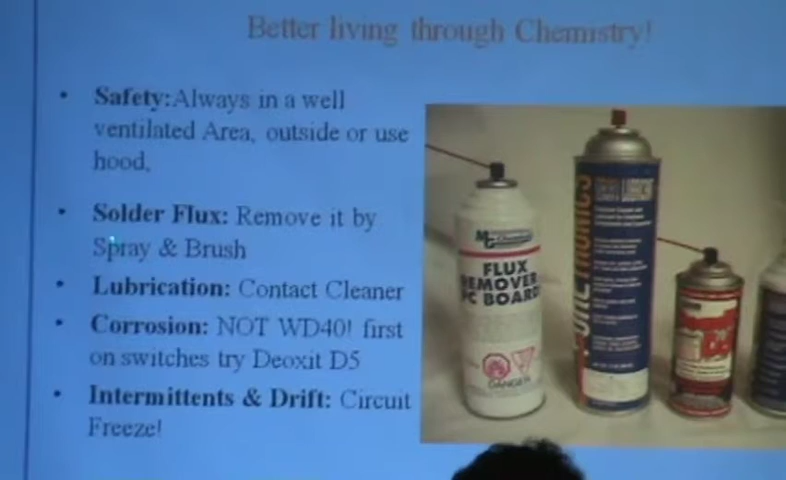 Better living through Chemistry!
• Safety:Always in a well
ventilated Area, outside or use
hood,
• Solder Flux: Remove it by
Spray & Brush
• Lubrication: Contact Cleaner
• Corrosion: NOT WD40! first
on switches try Deoxit D5
• Intermittents & Drift: Circuit
Freeze!
MG Chemicals
FLUX
REMOVER
PC BOARD
DANGER